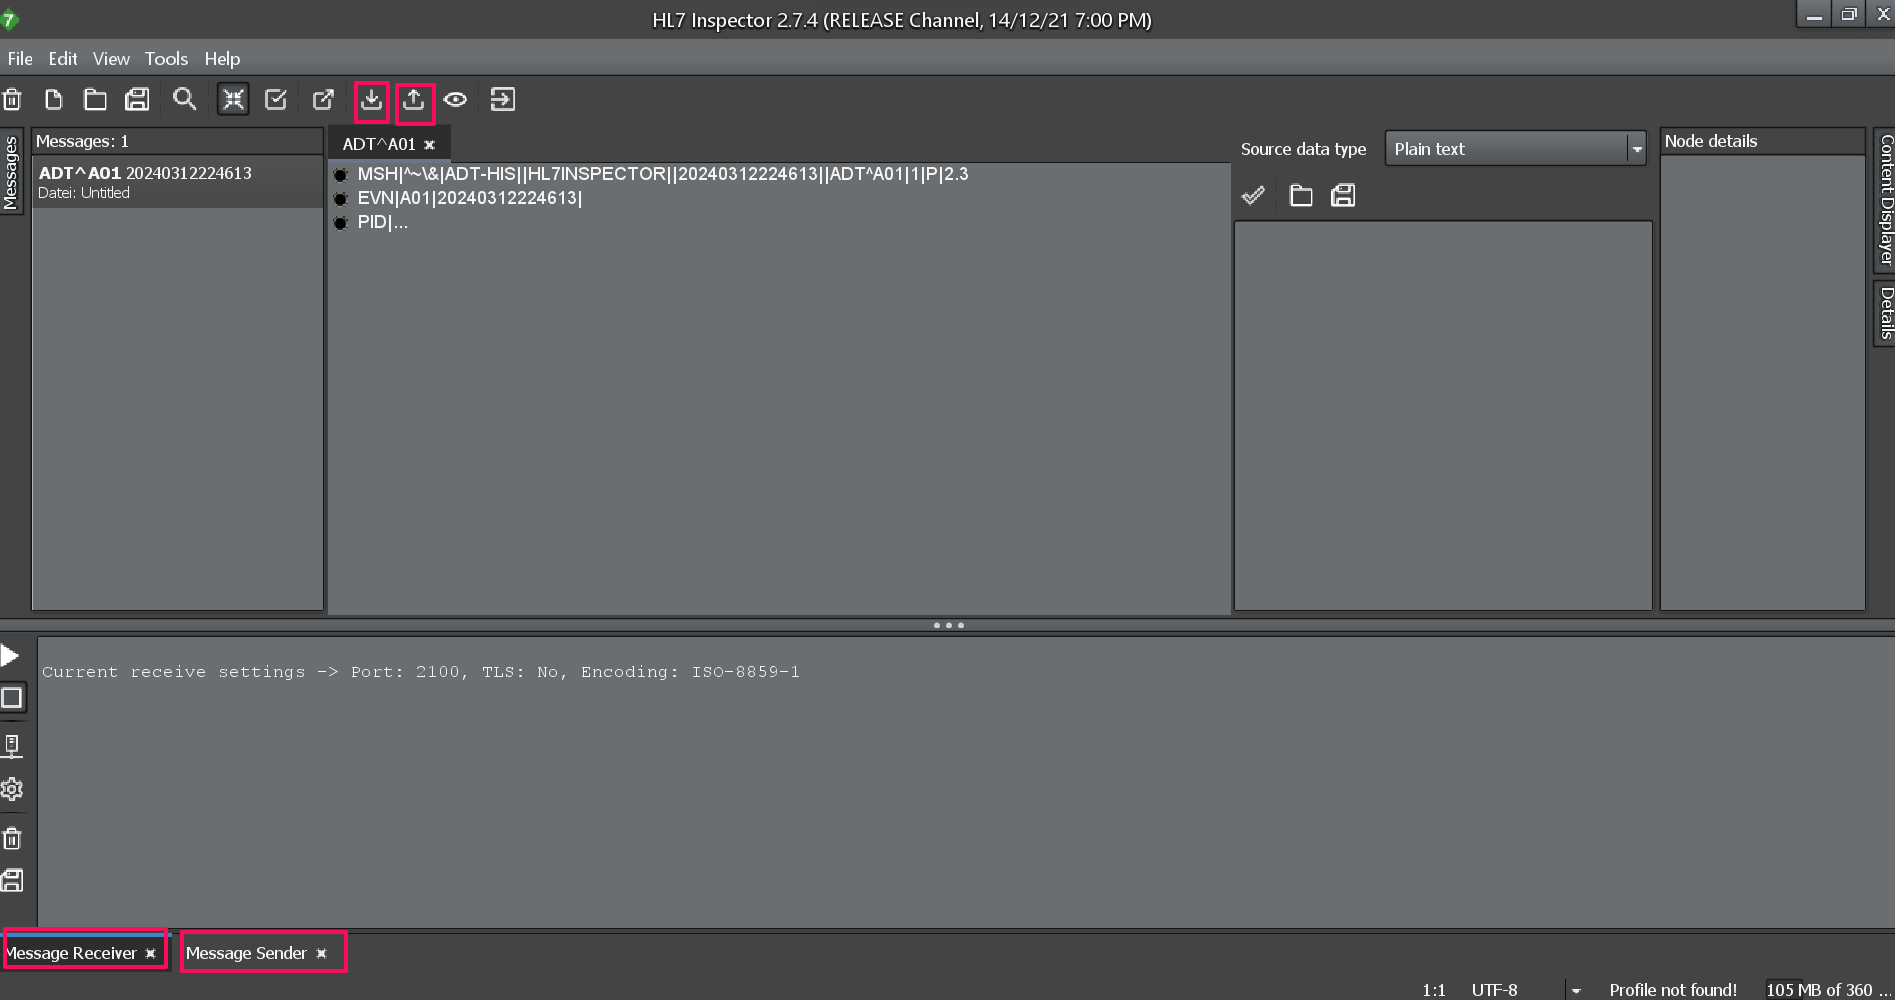 HL7 Inspector 2.7.4 (RELEASE Channel, 14/12/21 7:00 PM)
File Edit View Tools Help
Messages
Messages: 1
ADT^A01 20240312224613
Datei: Untitled
ADT^A01
MSH|^~\&|ADT-HIS||HL7INSPECTOR||20240312224613||ADT^A01|1|P|2.3
EVN|A01|20240312224613|
PID|...
Source data type Plain text
Node details
Content Displayer
Details
Current receive settings -> Port: 2100, TLS: No, Encoding: ISO-8859-1
Message Receiver Message Sender
1:1 UTF-8 Profile not found! 105 MB of 360 ...